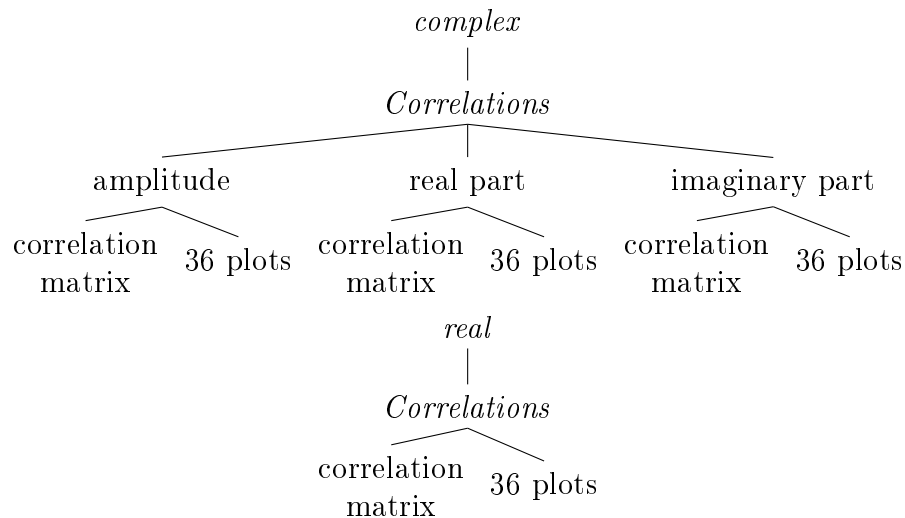 complex
Correlations
amplitude real part imaginary part
correlation matrix 36 plots correlation matrix 36 plots correlation matrix 36 plots
real
Correlations
correlation matrix 36 plots